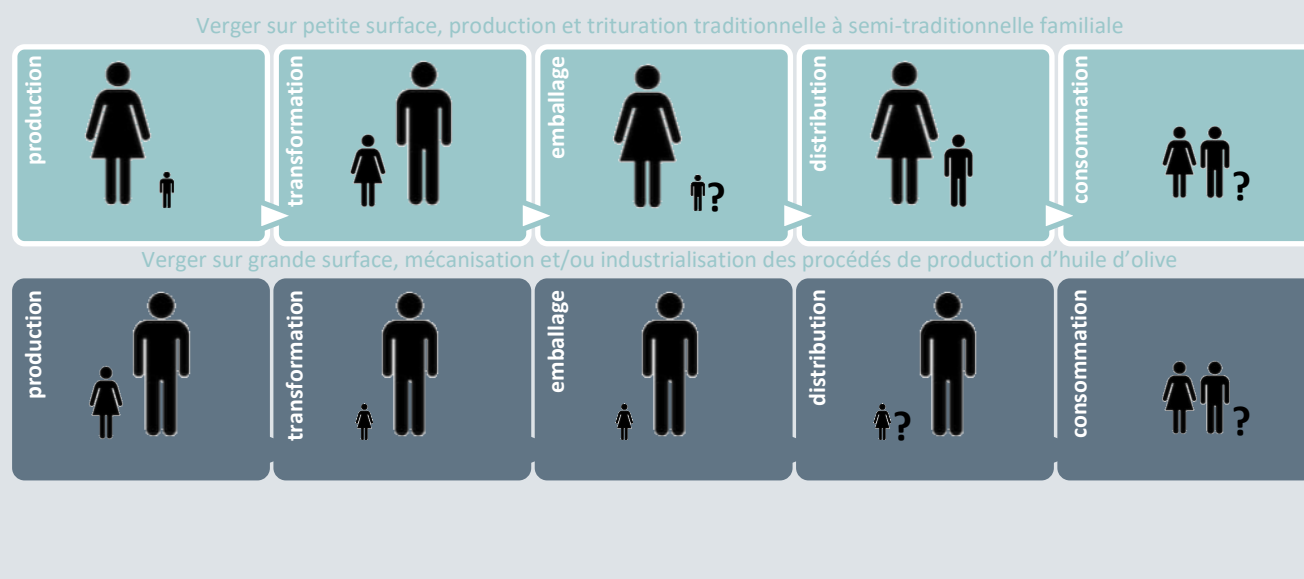 Verger sur petite surface, production et trituration traditionnelle à semi-traditionnelle familiale
production
transformation
emballage
?
distribution
consommation
?
Verger sur grande surface, mécanisation et/ou industrialisation des procédés de production d'huile d'olive
production
transformation
emballage
distribution
?
consommation
?